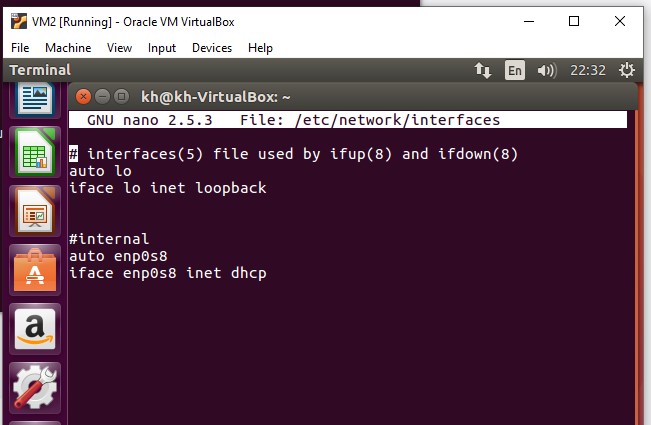 VM2 [Running] - Oracle VM VirtualBox
File Machine View Input Devices Help
Terminal En 22:32
kh@kh-VirtualBox: ~
GNU nano 2.5.3 File: /etc/network/interfaces
# interfaces(5) file used by ifup(8) and ifdown(8)
auto lo
iface lo inet loopback
#internal
auto enp0s8
iface enp0s8 inet dhcp